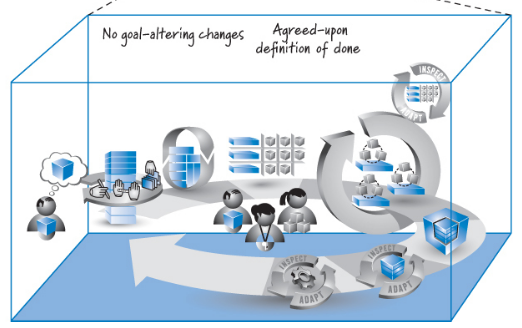 No goal-altering changes
Agreed-upon
definition of done
INSPECT
ADAPT
INSPECT
ADAPT
INSPECT
ADAPT